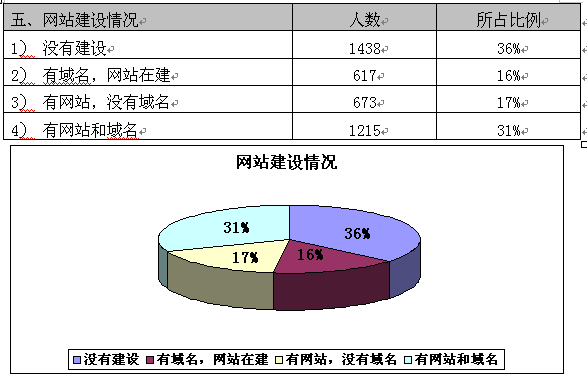 五、网站建设情况 人数 所占比例
1） 没有建设 1438 36%
2） 有域名，网站在建 617 16%
3） 有网站，没有域名 673 17%
4） 有网站和域名 1215 31%
网站建设情况
31% 36%
17% 16%
没有建设 有域名，网站在建 有网站，没有域名 有网站和域名